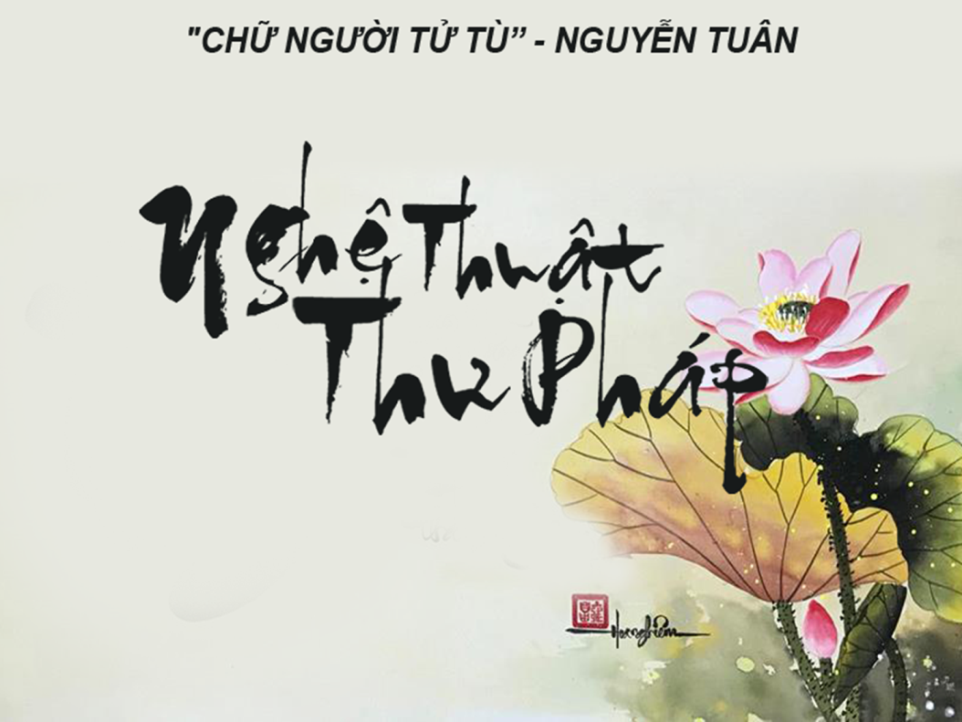 "CHỮ NGƯỜI TỬ TÙ” - NGUYỄN TUÂN
Nghệ Thuật
Thư Pháp